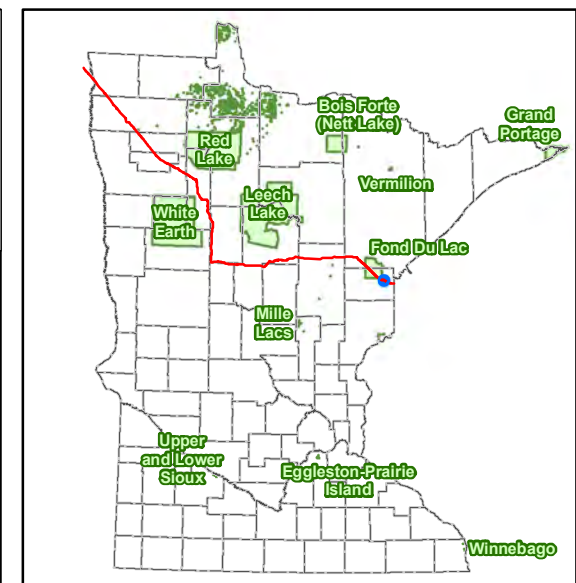 Bois Forte
(Nett Lake)
Grand
Portage
Red
Lake
Vermilion
Leech
Lake
White
Earth
Fond Du Lac
Mille
Lacs
Upper
and Lower
Sioux
Eggleston-Prairie
Island
Winnebago